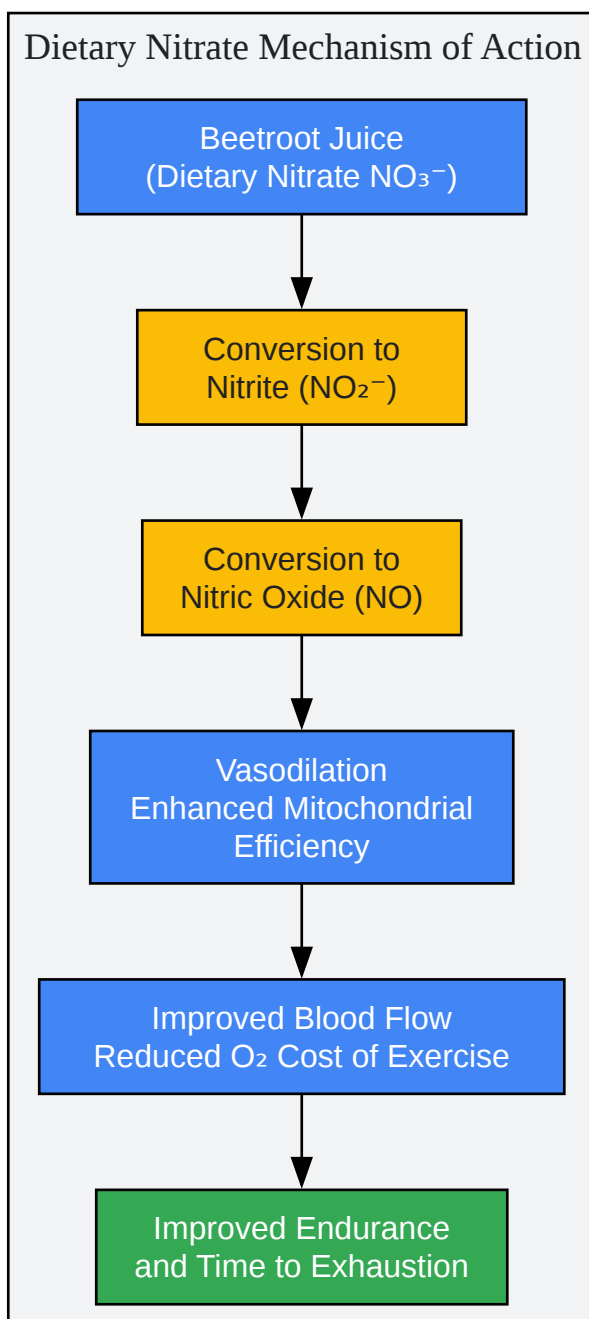 Dietary Nitrate Mechanism of Action
Beetroot Juice
(Dietary Nitrate NO₃⁻)
Conversion to
Nitrite (NO₂⁻)
Conversion to
Nitric Oxide (NO)
Vasodilation
Enhanced Mitochondrial
Efficiency
Improved Blood Flow
Reduced O₂ Cost of Exercise
Improved Endurance
and Time to Exhaustion